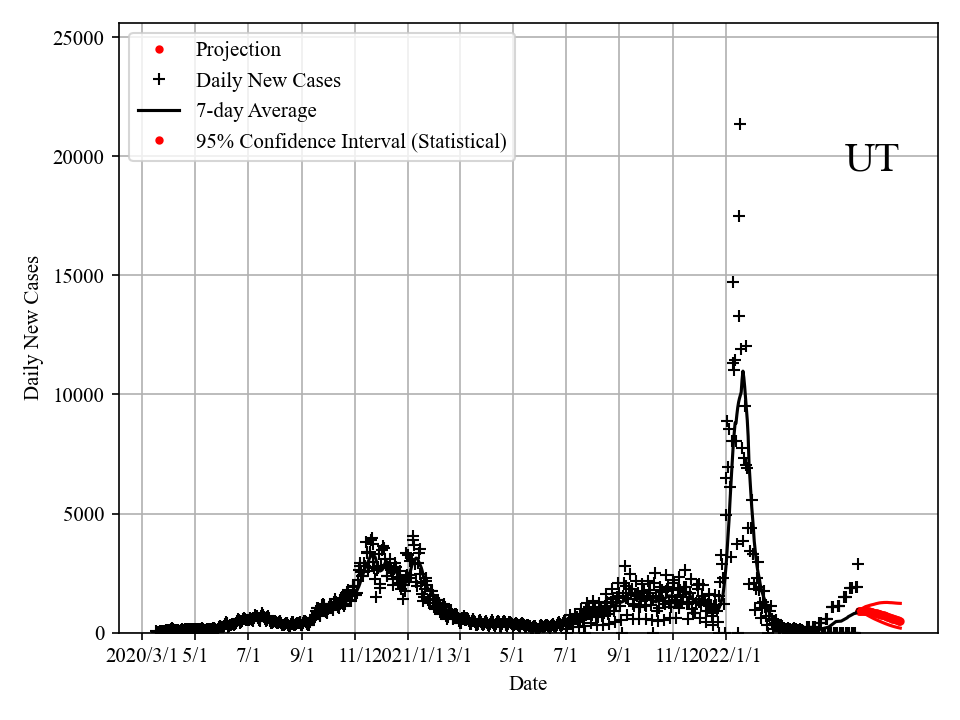 25000
20000
15000
10000
5000
0
Daily New Cases
Projection
Daily New Cases
7-day Average
95% Confidence Interval (Statistical)
UT
2020/3/1 5/1 7/1 9/1 11/1 2021/1/1 3/1 5/1 7/1 9/1 11/1 2022/1/1
Date